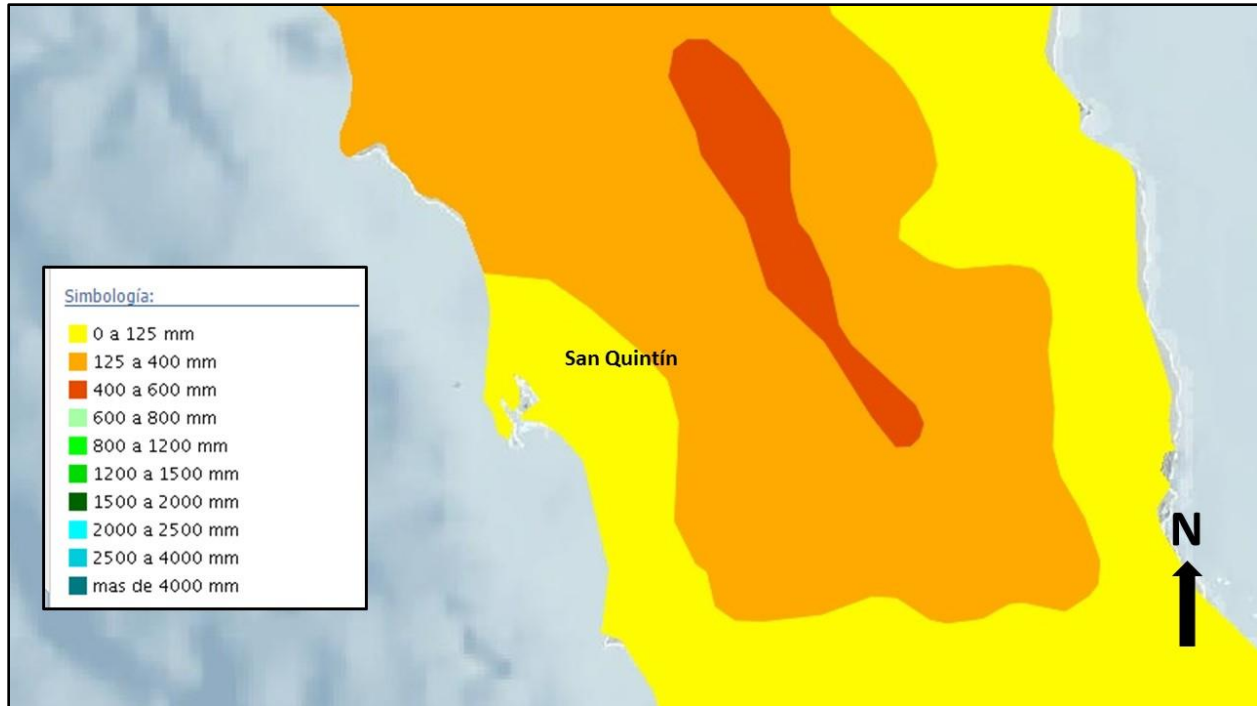 San Quintín
Simbología:
0 a 125 mm
125 a 400 mm
400 a 600 mm
600 a 800 mm
800 a 1200 mm
1200 a 1500 mm
1500 a 2000 mm
2000 a 2500 mm
2500 a 4000 mm
mas de 4000 mm
N